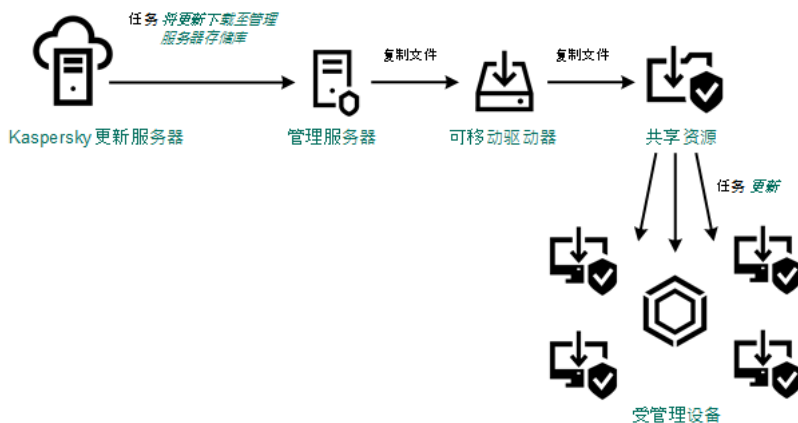 任务 将更新下载至管理
服务器存储库
复制文件
复制文件
Kaspersky 更新服务器
管理服务器
可移动驱动器
共享资源
任务 更新
受管理设备